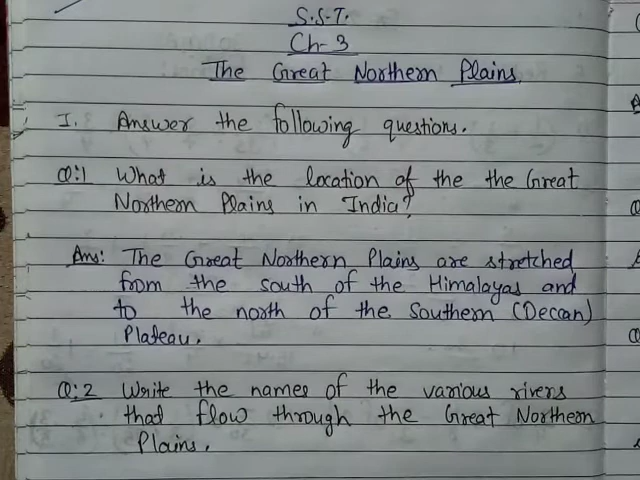 S.S.T.
Ch-3
The Great Northern Plains
I. Answer the following questions.
Q:1 What is the location of the the Great
Northern Plains in India?
Ans: The Great Northern Plains are stretched
from the south of the Himalayas and
to the north of the Southern (Deccan)
Plateau.
Q:2 Write the names of the various rivers
that flow through the Great Northern
Plains.